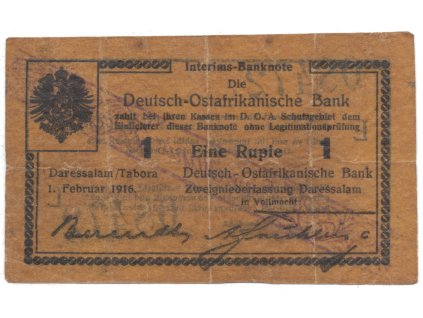 Interims-Banknote
Die
Deutsch-Ostafrikanische Bank
zahlt bei ihren Kassen im D. O. A. Schutzgebiet dem
Einlieferer dieser Banknote ohne Legitimationsprüfung
1 Eine Rupie 1
Daressalam/Tabora
1. Februar 1916.
Deutsch-Ostafrikanische Bank
Zweigniederlassung Daressalam
in Vollmacht: